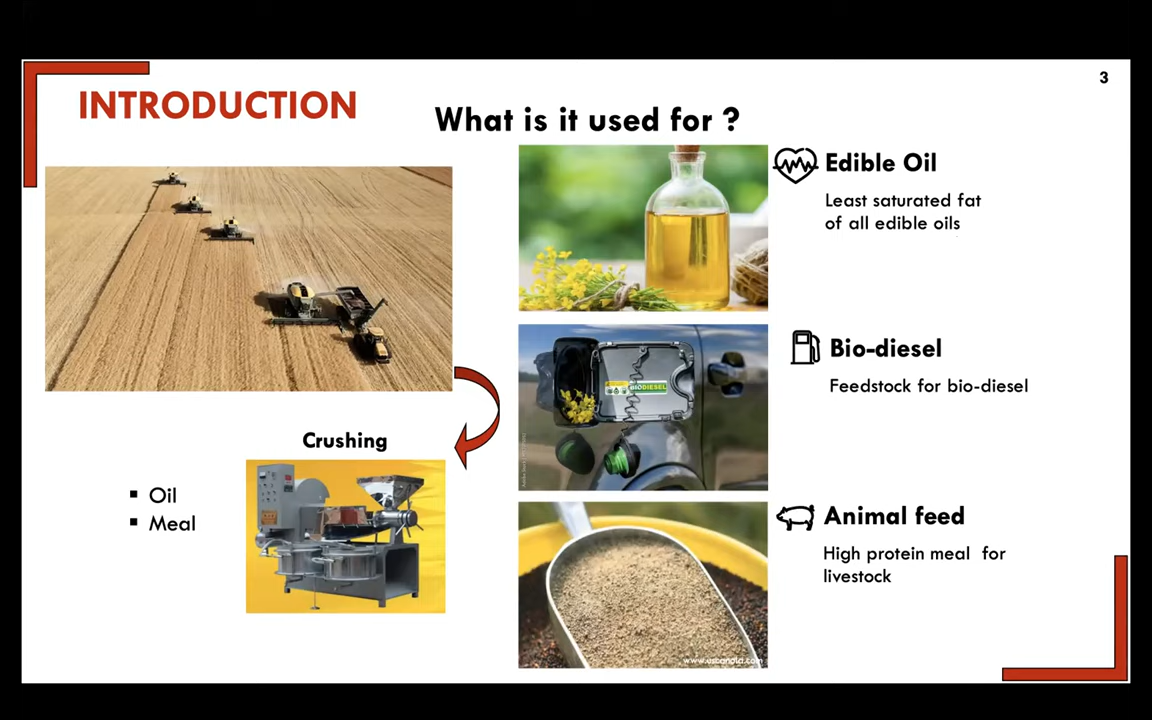 3
INTRODUCTION
What is it used for ?
Edible Oil
Least saturated fat
of all edible oils
BIODIESEL
Bio-diesel
Feedstock for bio-diesel
Crushing
▪ Oil
▪ Meal
Animal feed
High protein meal for
livestock
www.uscanola.com